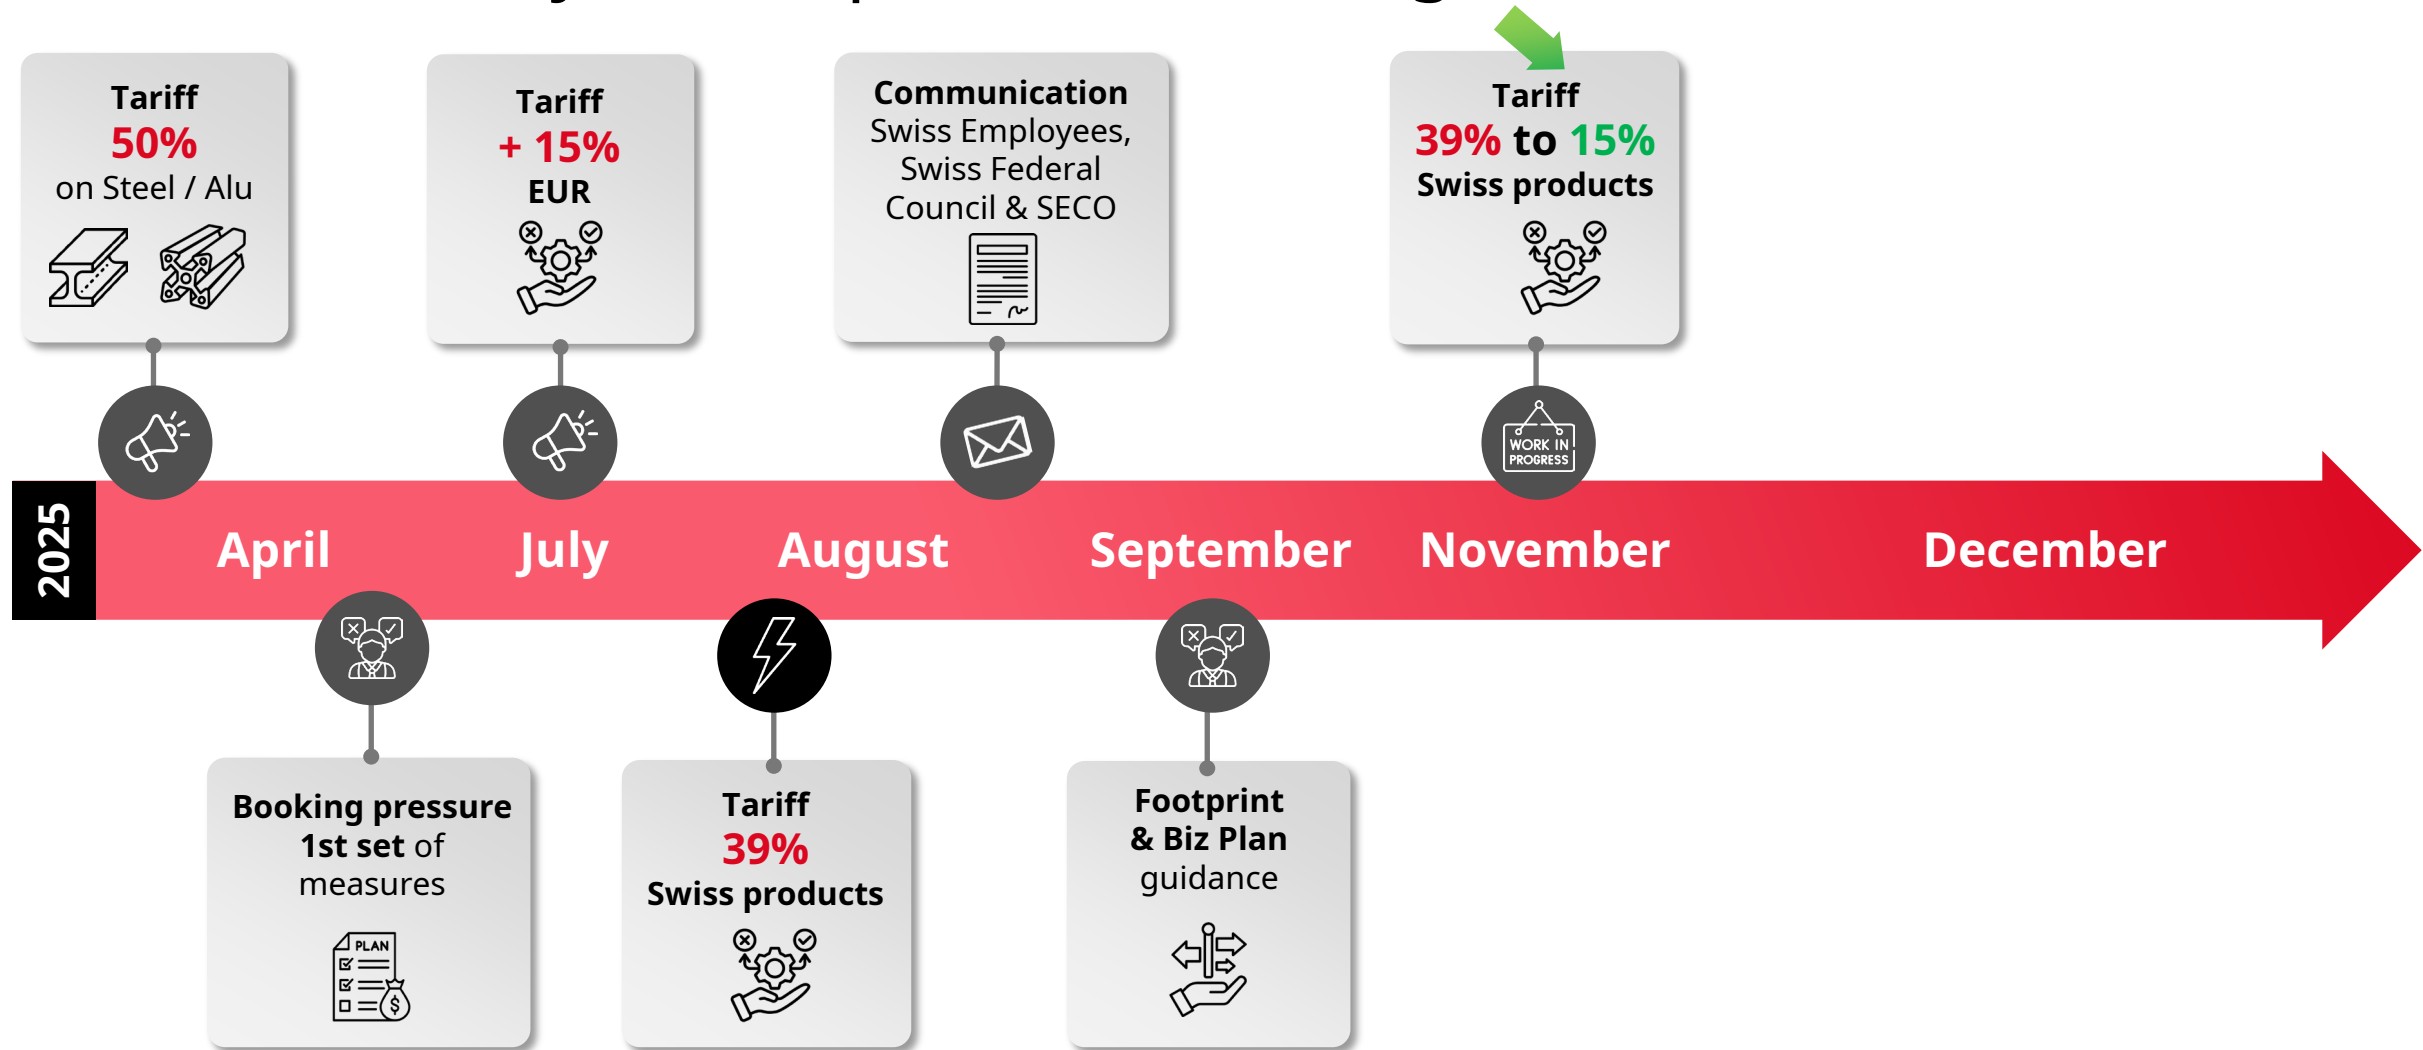 Tariff
50%
on Steel / Alu
Tariff
+ 15%
EUR
Communication
Swiss Employees,
Swiss Federal
Council & SECO
Tariff
39% to 15%
Swiss products
WORK IN
PROGRESS
2025
April
July
August
September
November
December
Booking pressure
1st set of
measures
PLAN
$
Tariff
39%
Swiss products
Footprint
& Biz Plan
guidance